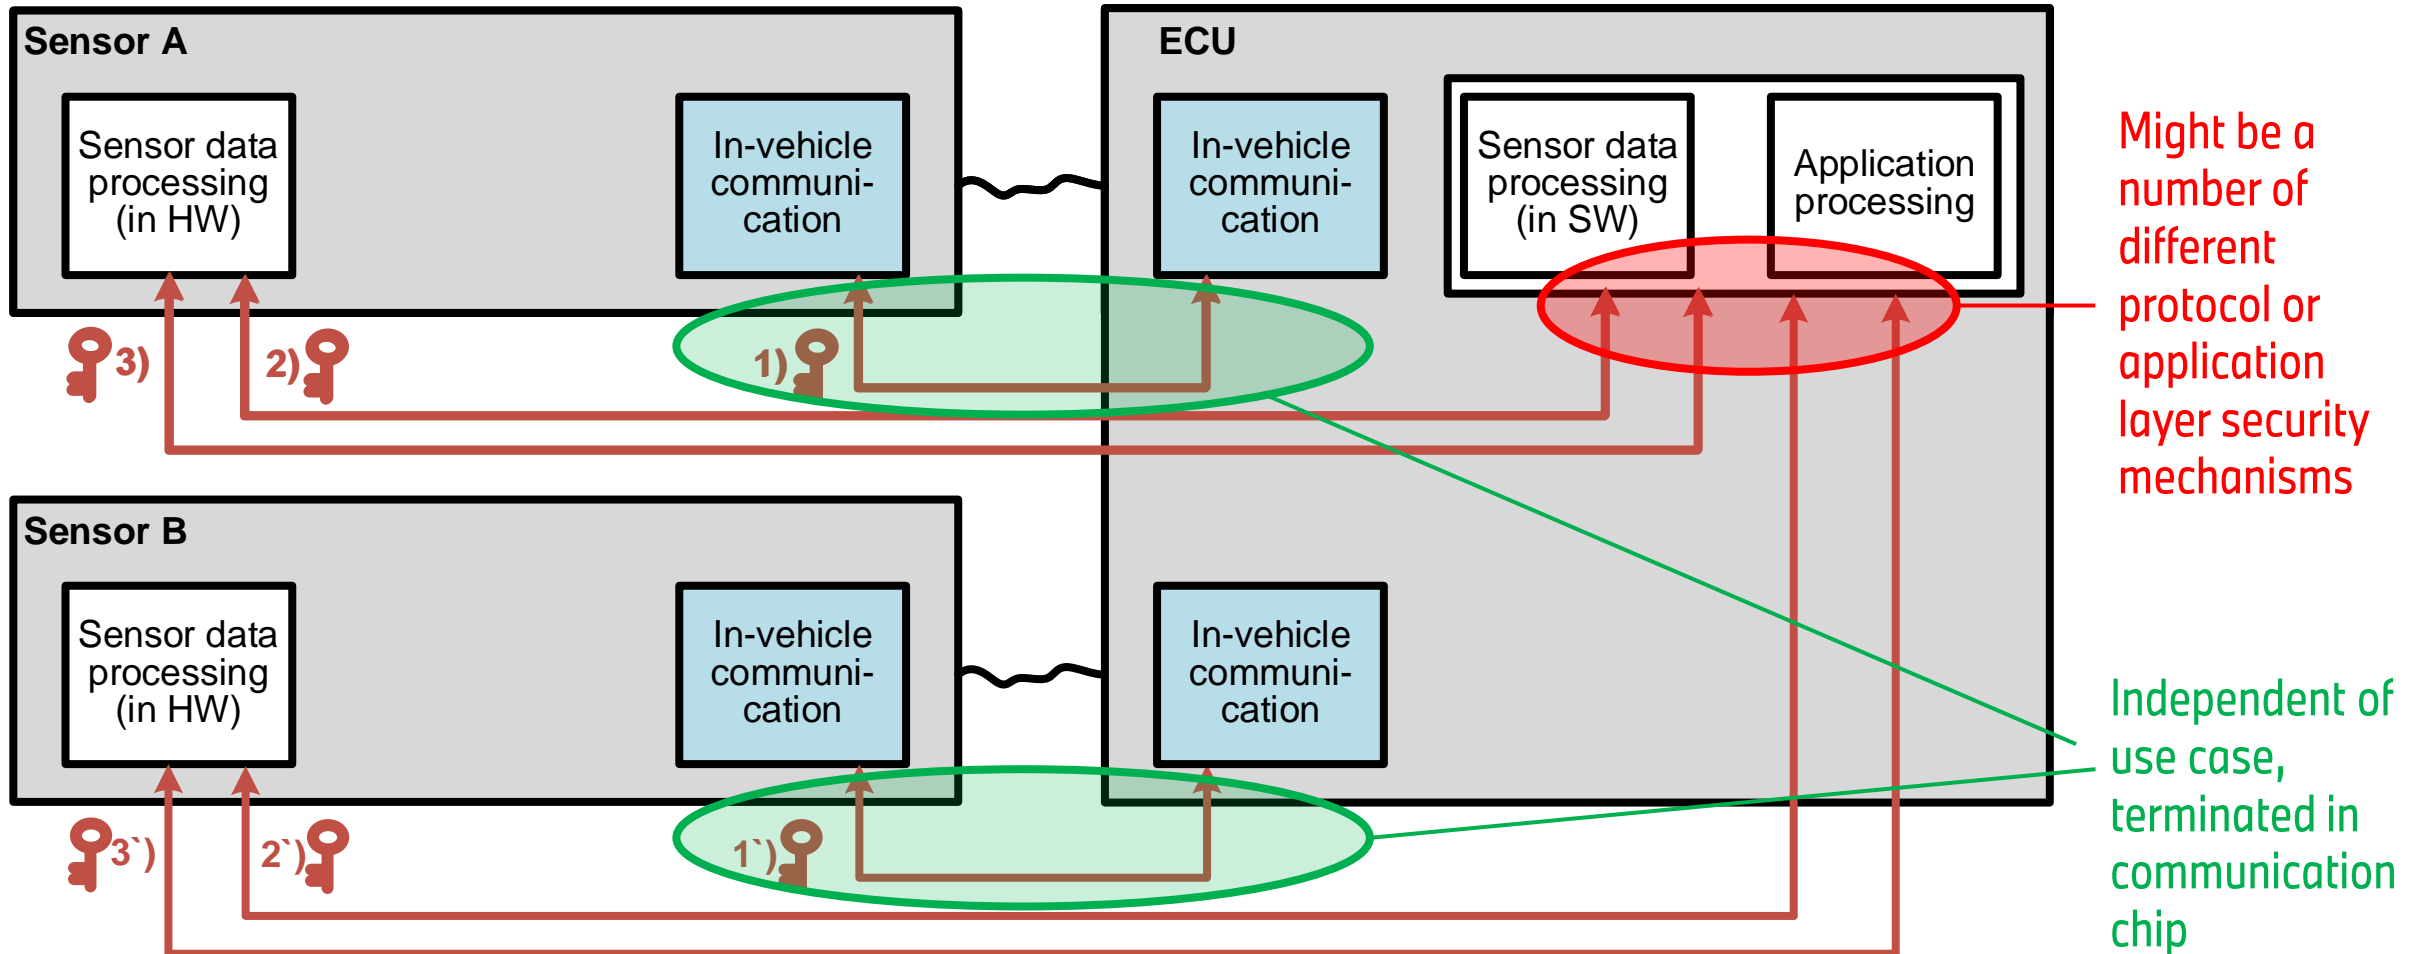 Sensor A
Sensor data
processing
(in HW)
In-vehicle
communi-
cation
3)
2)
1)
ECU
In-vehicle
communi-
cation
Sensor data
processing
(in SW)
Application
processing
Might be a
number of
different
protocol or
application
layer security
mechanisms
Sensor B
Sensor data
processing
(in HW)
In-vehicle
communi-
cation
In-vehicle
communi-
cation
3`)
2`)
1`)
Independent of
use case,
terminated in
communication
chip